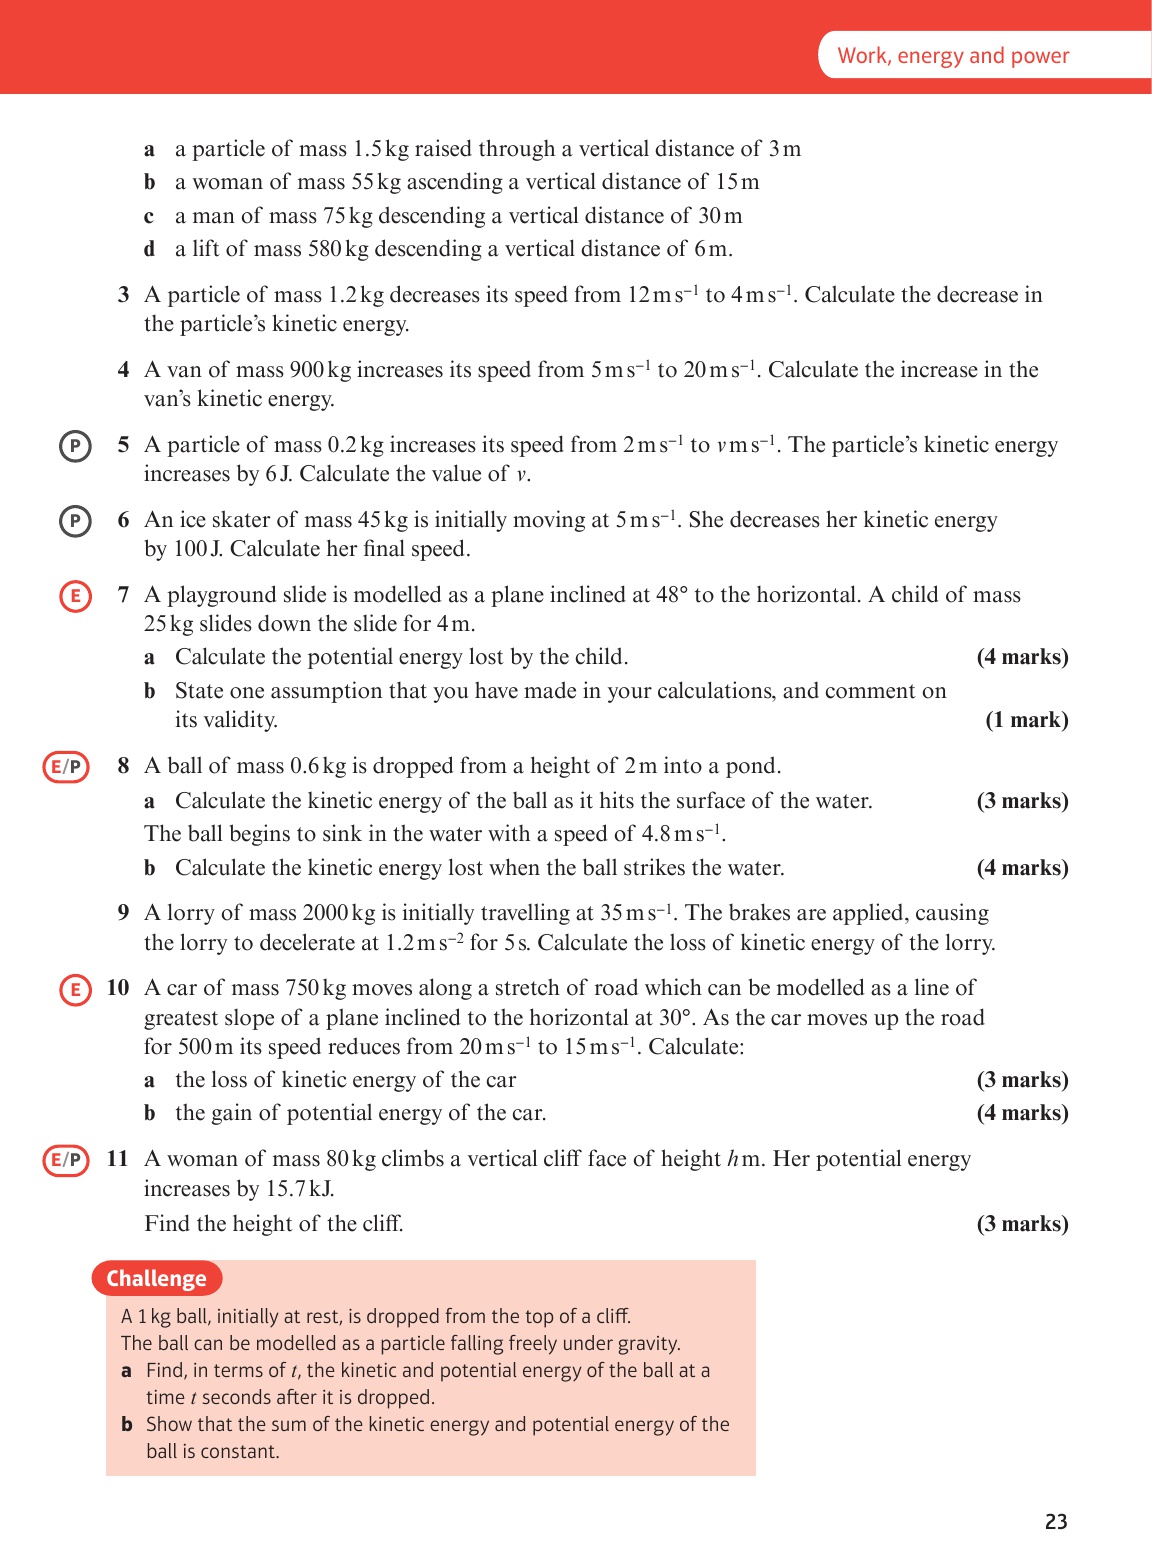 Work, energy and power
a a particle of mass 1.5 kg raised through a vertical distance of 3 m
b a woman of mass 55 kg ascending a vertical distance of 15 m
c a man of mass 75 kg descending a vertical distance of 30 m
d a lift of mass 580 kg descending a vertical distance of 6 m.
3 A particle of mass 1.2 kg decreases its speed from 12 m s⁻¹ to 4 m s⁻¹. Calculate the decrease in
the particle’s kinetic energy.
4 A van of mass 900 kg increases its speed from 5 m s⁻¹ to 20 m s⁻¹. Calculate the increase in the
van’s kinetic energy.
P 5 A particle of mass 0.2 kg increases its speed from 2 m s⁻¹ to v m s⁻¹. The particle’s kinetic energy
increases by 6 J. Calculate the value of v.
P 6 An ice skater of mass 45 kg is initially moving at 5 m s⁻¹. She decreases her kinetic energy
by 100 J. Calculate her final speed.
E 7 A playground slide is modelled as a plane inclined at 48° to the horizontal. A child of mass
25 kg slides down the slide for 4 m.
a Calculate the potential energy lost by the child. (4 marks)
b State one assumption that you have made in your calculations, and comment on
its validity. (1 mark)
E/P 8 A ball of mass 0.6 kg is dropped from a height of 2 m into a pond.
a Calculate the kinetic energy of the ball as it hits the surface of the water. (3 marks)
The ball begins to sink in the water with a speed of 4.8 m s⁻¹.
b Calculate the kinetic energy lost when the ball strikes the water. (4 marks)
9 A lorry of mass 2000 kg is initially travelling at 35 m s⁻¹. The brakes are applied, causing
the lorry to decelerate at 1.2 m s⁻² for 5 s. Calculate the loss of kinetic energy of the lorry.
E 10 A car of mass 750 kg moves along a stretch of road which can be modelled as a line of
greatest slope of a plane inclined to the horizontal at 30°. As the car moves up the road
for 500 m its speed reduces from 20 m s⁻¹ to 15 m s⁻¹. Calculate:
a the loss of kinetic energy of the car (3 marks)
b the gain of potential energy of the car. (4 marks)
E/P 11 A woman of mass 80 kg climbs a vertical cliff face of height h m. Her potential energy
increases by 15.7 kJ.
Find the height of the cliff. (3 marks)
Challenge
A 1 kg ball, initially at rest, is dropped from the top of a cliff.
The ball can be modelled as a particle falling freely under gravity.
a Find, in terms of t, the kinetic and potential energy of the ball at a
time t seconds after it is dropped.
b Show that the sum of the kinetic energy and potential energy of the
ball is constant.
23